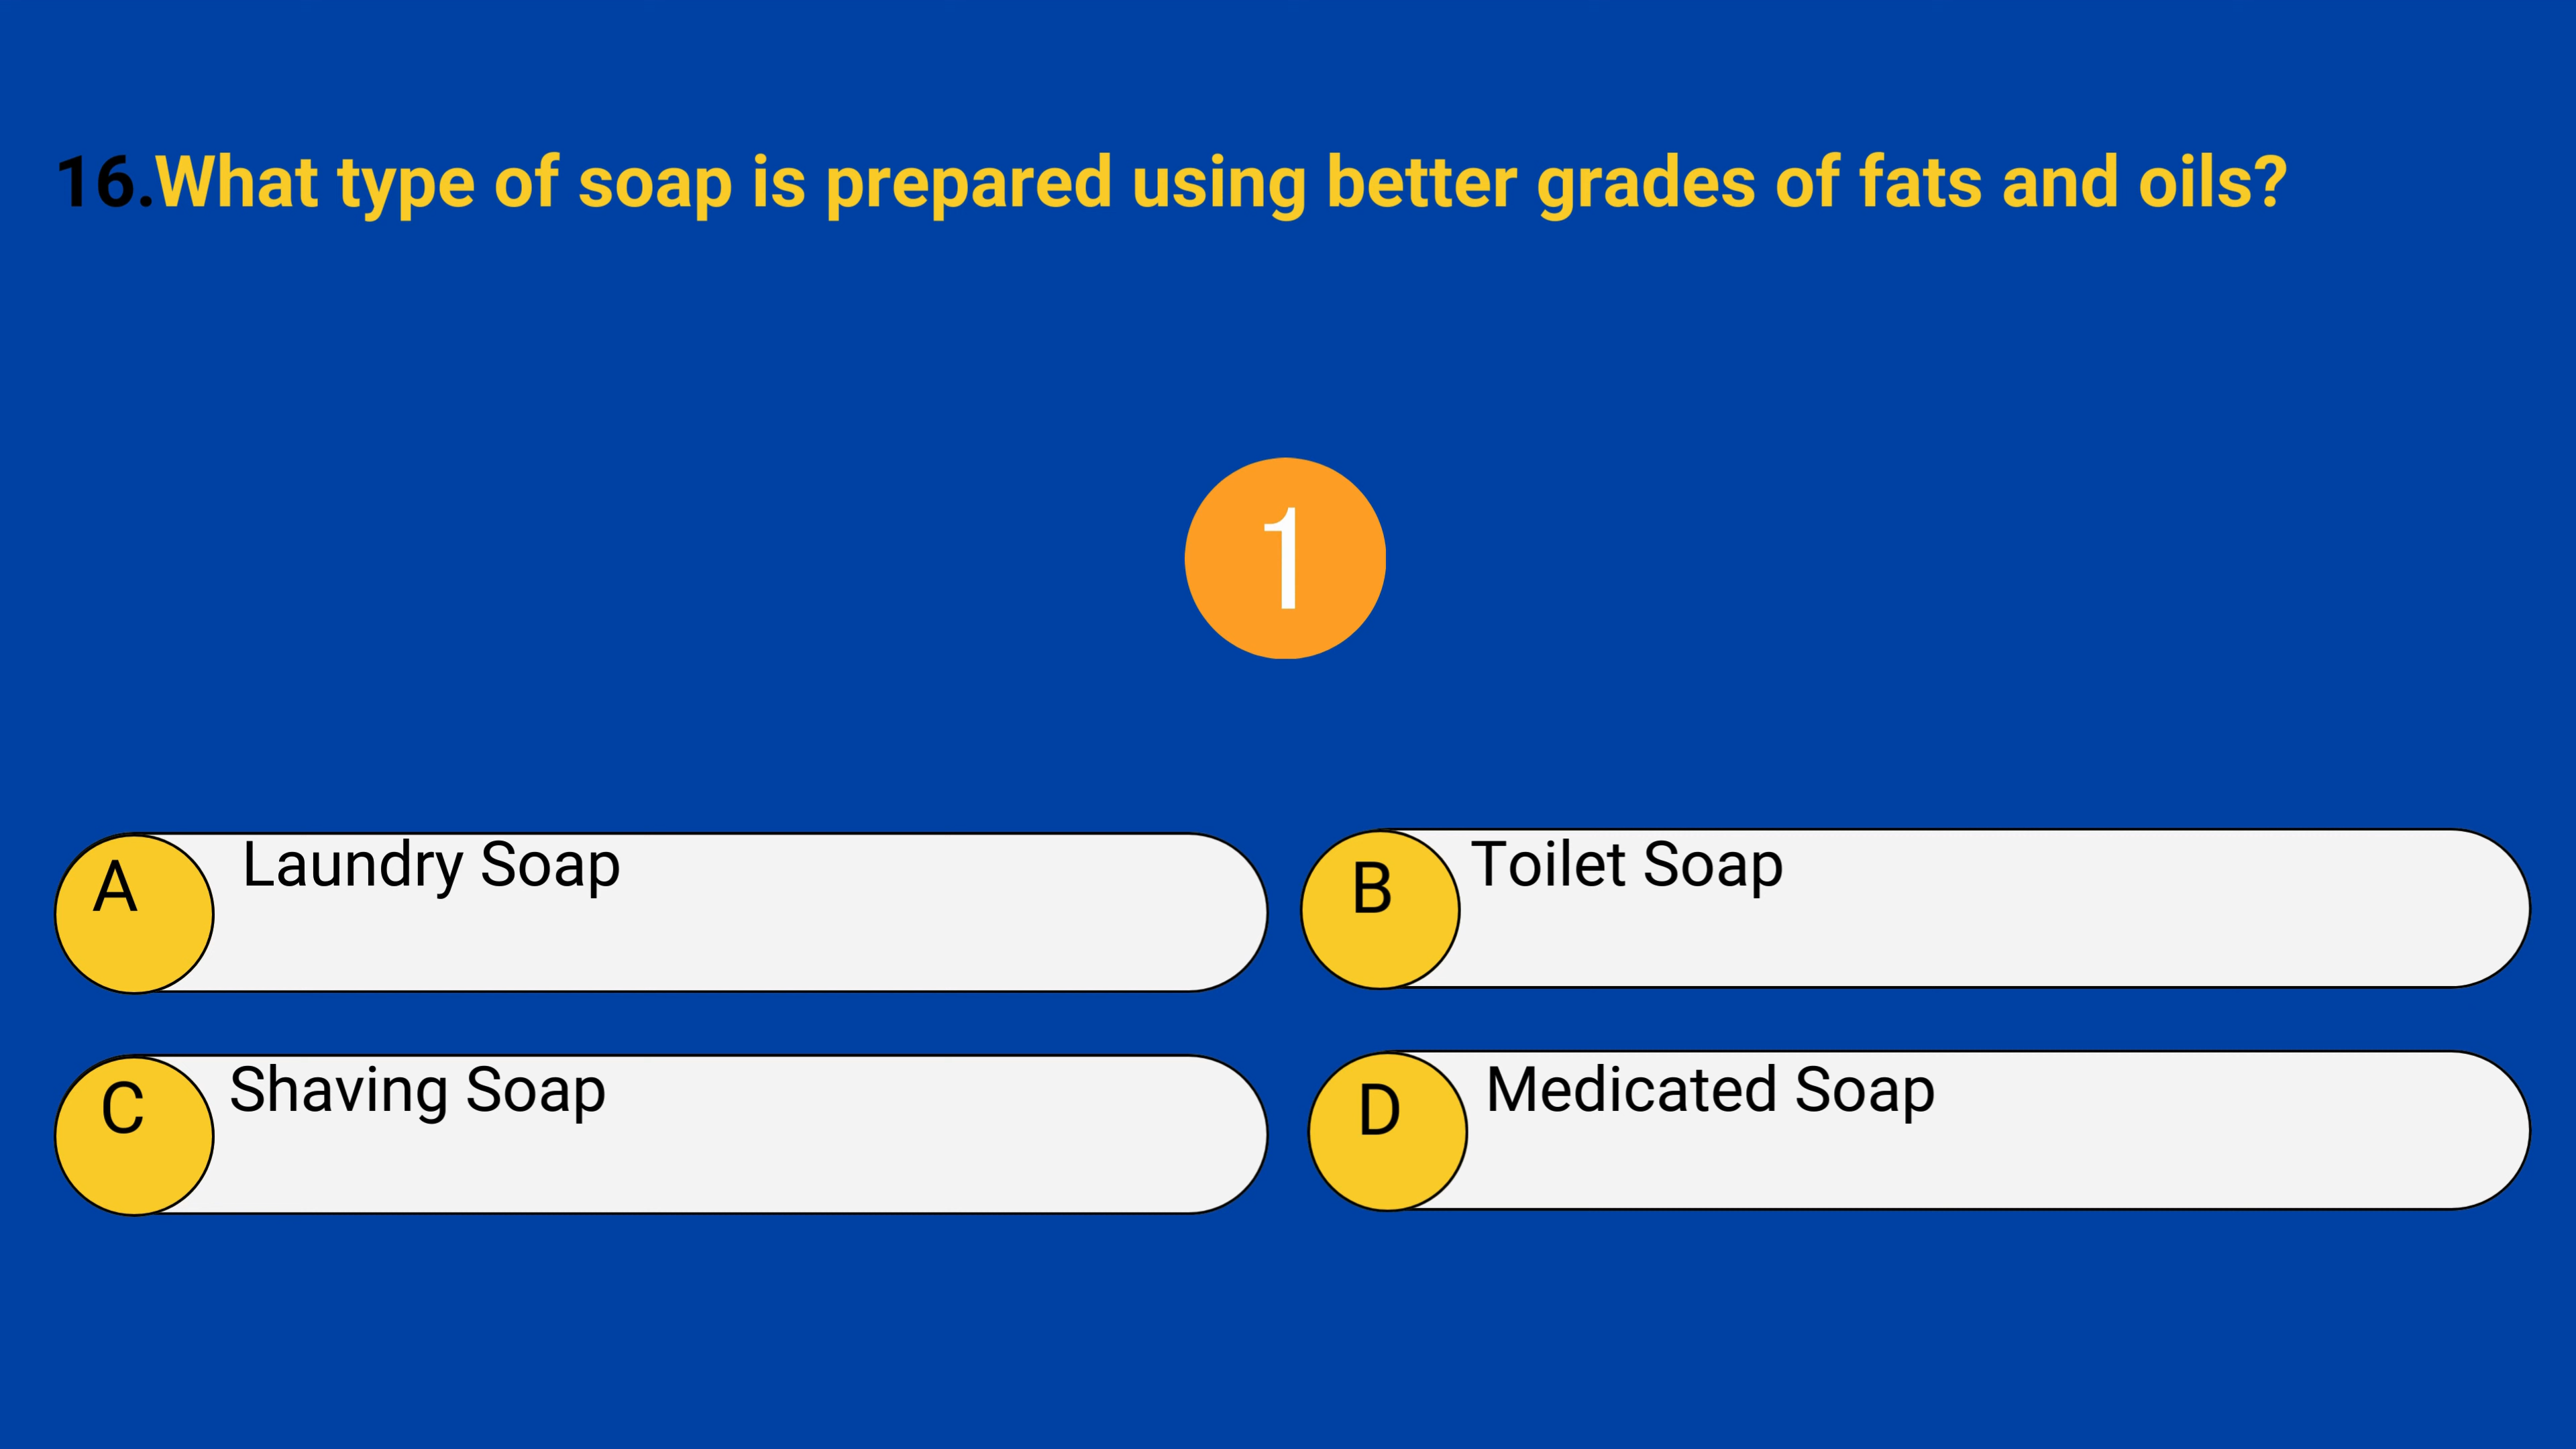 16.What type of soap is prepared using better grades of fats and oils?
1
A Laundry Soap
B Toilet Soap
C Shaving Soap
D Medicated Soap